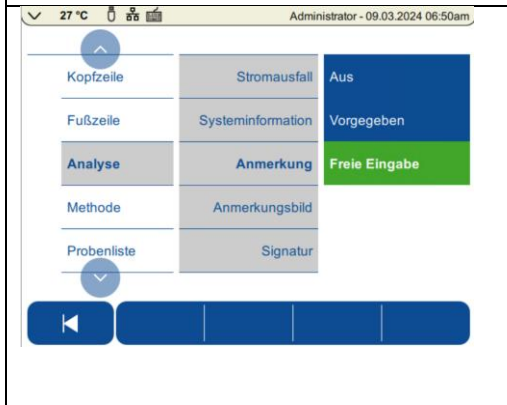 27 °C Administrator - 09.03.2024 06:50am
Kopfzeile Stromausfall Aus
Fußzeile Systeminformation Vorgegeben
Analyse Anmerkung Freie Eingabe
Methode Anmerkungsbild
Probenliste Signatur